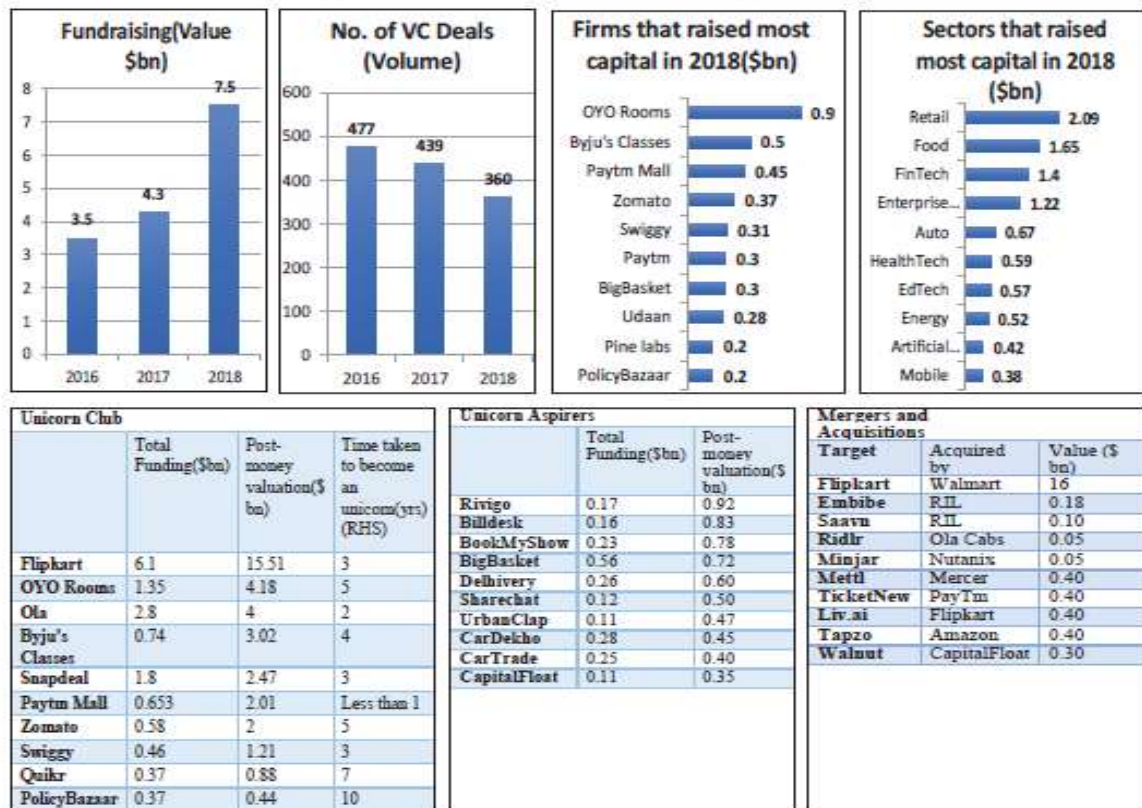 Fundraising(Value
$bn)
8
7
6
5
4
3
2
1
0
3.5
4.3
7.5
2016 2017 2018
No. of VC Deals
(Volume)
600
500
400
300
200
100
0
477
439
360
2016 2017 2018
Firms that raised most
capital in 2018($bn)
OYO Rooms 0.9
Byju's Classes 0.5
Paytm Mall 0.45
Zomato 0.37
Swiggy 0.31
Paytm 0.3
BigBasket 0.3
Udaan 0.28
Pine labs 0.2
PolicyBazaar 0.2
Sectors that raised
most capital in 2018
($bn)
Retail 2.09
Food 1.65
FinTech 1.4
Enterprise... 1.22
Auto 0.67
HealthTech 0.59
EdTech 0.57
Energy 0.52
Artificial... 0.42
Mobile 0.38
Unicorn Club
Total Post- Time taken
Funding($bn) money to become
valuation($ an
bn) unicorn(yrs)
(RHS)
Flipkart 6.1 15.51 3
OYO Rooms 1.35 4.18 5
Ola 2.8 4 2
Byju's 0.74 3.02 4
Classes
Snapdeal 1.8 2.47 3
Paytm Mall 0.653 2.01 Less than 1
Zomato 0.58 2 5
Swiggy 0.46 1.21 3
Quikr 0.37 0.88 7
PolicyBazaar 0.37 0.44 10
Unicorn Aspirers
Total Post-
Funding($bn) money
valuation($
bn)
Rivigo 0.17 0.92
Billdesk 0.16 0.83
BookMyShow 0.23 0.78
BigBasket 0.56 0.72
Delhivery 0.26 0.60
Sharechat 0.12 0.50
UrbanClap 0.11 0.47
CarDekho 0.28 0.45
CarTrade 0.25 0.40
CapitalFloat 0.11 0.35
Mergers and
Acquisitions
Target Acquired Value ($
by bn)
Flipkart Walmart 16
Embibe RIL 0.18
Saavn RIL 0.10
Ridlr Ola Cabs 0.05
Minjar Nutanix 0.05
Mettl Mercer 0.40
TicketNew PayTm 0.40
Liv.ai Flipkart 0.40
Tapzo Amazon 0.40
Walnut CapitalFloat 0.30